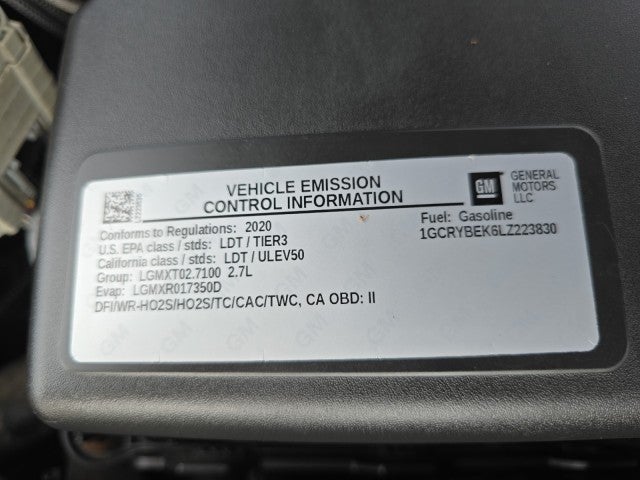 VEHICLE EMISSION
CONTROL INFORMATION
GM
GENERAL
MOTORS
LLC
Conforms to Regulations: 2020
U.S. EPA class / stds: LDT / TIER3
California class / stds: LDT / ULEV50
Group: LGMXT02.7100 2.7L
Evap: LGMXR017350D
DFI/WR-HO2S/HO2S/TC/CAC/TWC, CA OBD: II
Fuel: Gasoline
1GCRYBEK6LZ223830